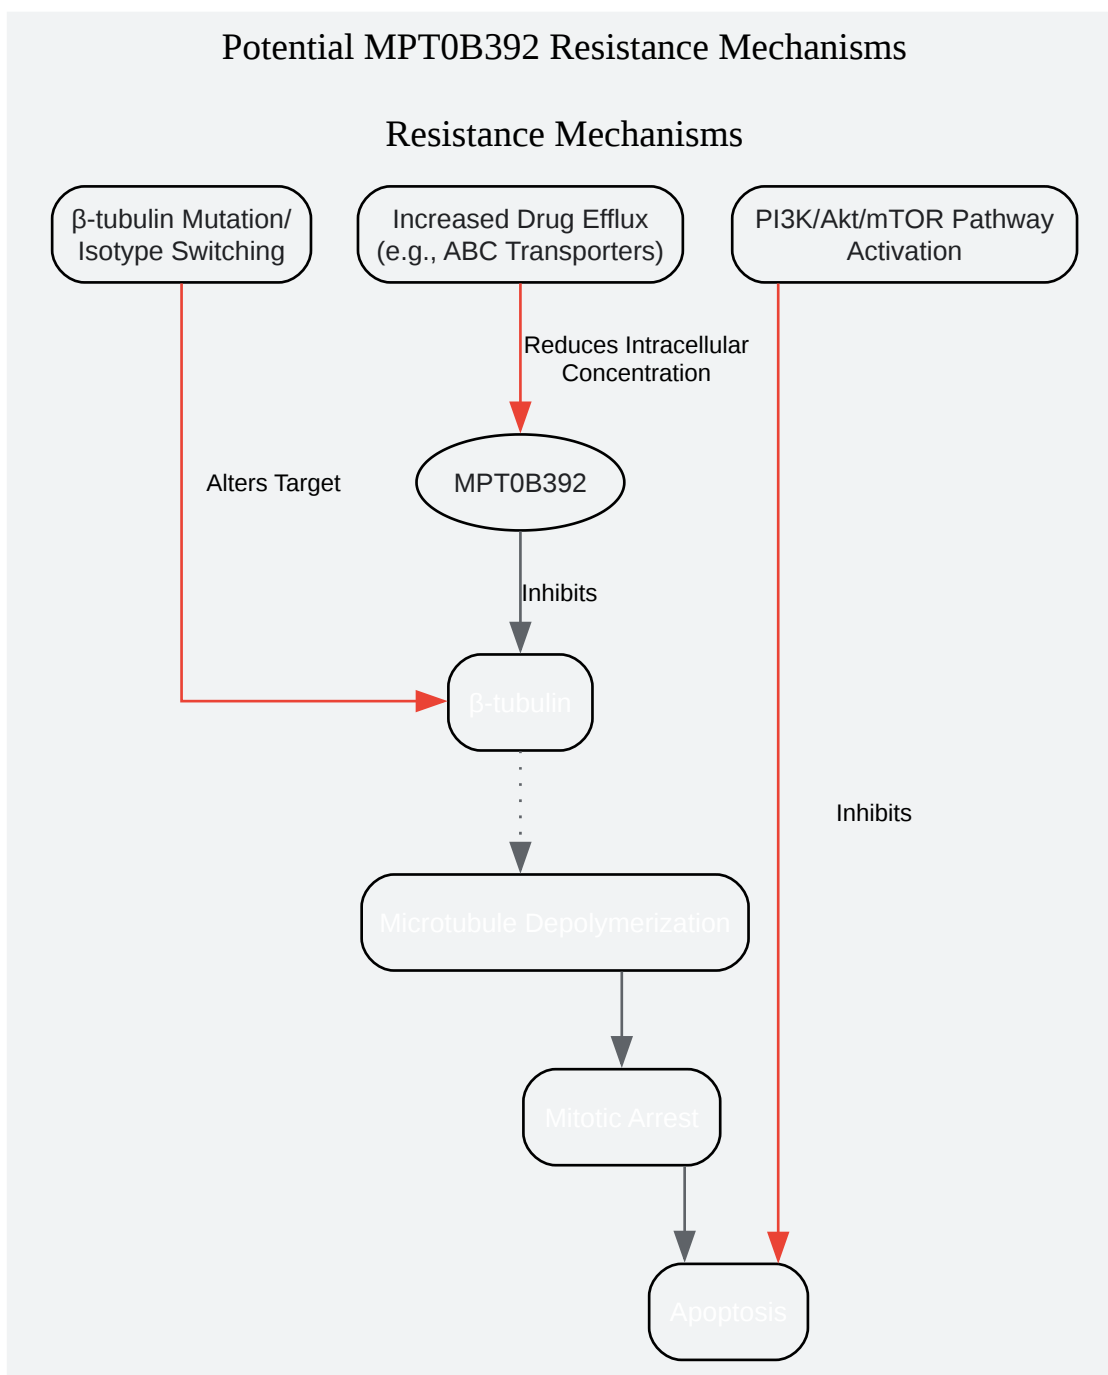 Potential MPT0B392 Resistance Mechanisms
Resistance Mechanisms
β-tubulin Mutation/
Isotype Switching
Increased Drug Efflux
(e.g., ABC Transporters)
PI3K/Akt/mTOR Pathway
Activation
Reduces Intracellular
Concentration
Alters Target
MPT0B392
Inhibits
β-tubulin
Inhibits
Microtubule Depolymerization
Mitotic Arrest
Apoptosis